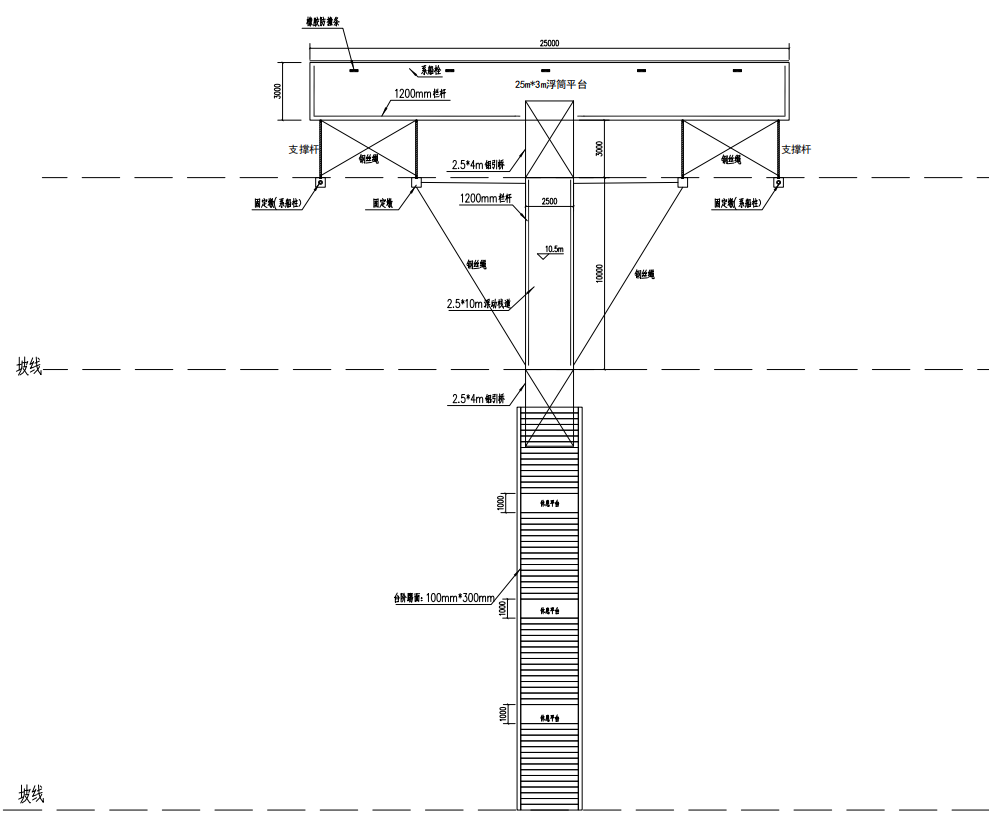 橡胶防撞条
25000
系船柱
25m*3m浮筒平台
3000
1200mm栏杆
支撑杆
钢丝绳
2.5*4m铝引桥
3000
钢丝绳
支撑杆
固定墩(系船柱)
固定墩
1200mm栏杆
2500
固定墩(系船柱)
10.5m
钢丝绳
10000
钢丝绳
2.5*10m浮动栈道
坡线
2.5*4m铝引桥
1000
休息平台
台阶踏面：100mm*300mm
1000
休息平台
1000
休息平台
坡线